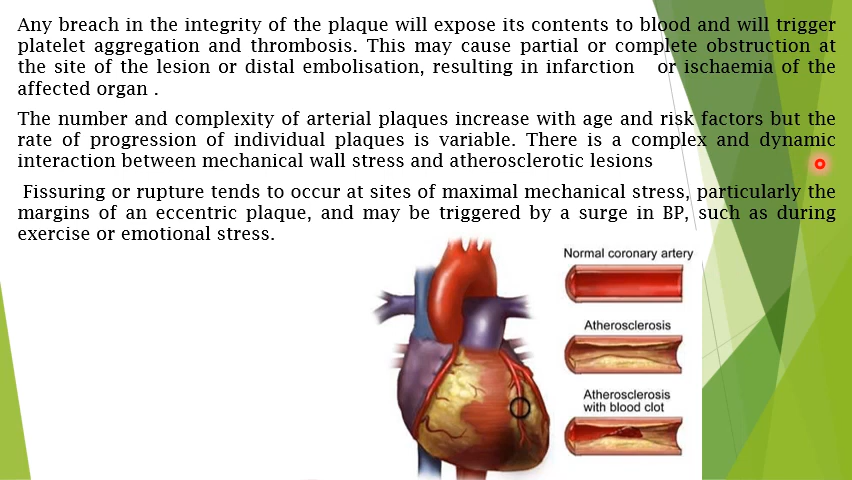 Any breach in the integrity of the plaque will expose its contents to blood and will trigger
platelet aggregation and thrombosis. This may cause partial or complete obstruction at
the site of the lesion or distal embolisation, resulting in infarction or ischaemia of the
affected organ .
The number and complexity of arterial plaques increase with age and risk factors but the
rate of progression of individual plaques is variable. There is a complex and dynamic
interaction between mechanical wall stress and atherosclerotic lesions
Fissuring or rupture tends to occur at sites of maximal mechanical stress, particularly the
margins of an eccentric plaque, and may be triggered by a surge in BP, such as during
exercise or emotional stress.
Normal coronary artery
Atherosclerosis
Atherosclerosis
with blood clot